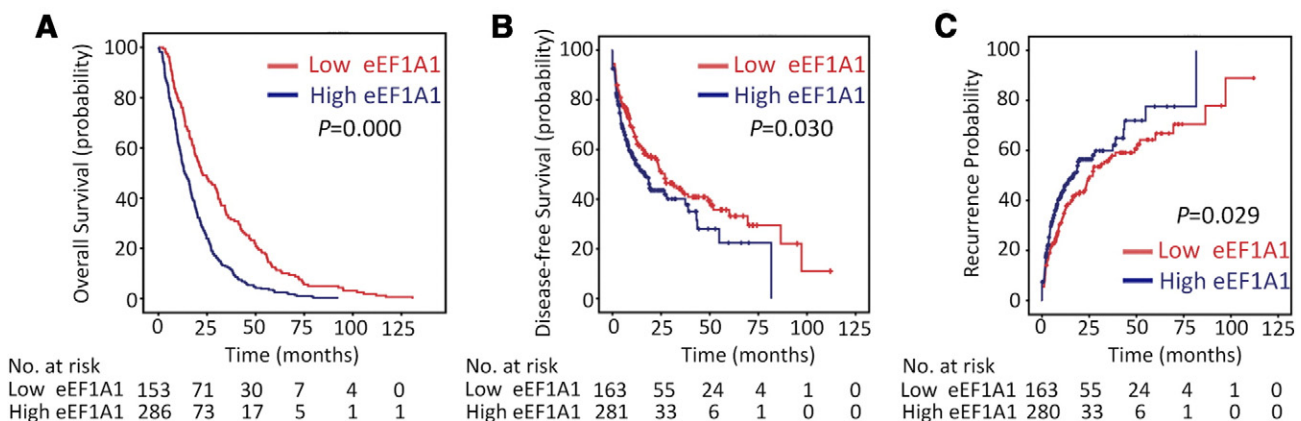 A
Overall Survival (probability)
100
80
60
40
20
0
Low eEF1A1
High eEF1A1
P=0.000
0 25 50 75 100 125
Time (months)
No. at risk
Low eEF1A1 153 71 30 7 4 0
High eEF1A1 286 73 17 5 1 1
B
Disease-free Survival (probability)
100
80
60
40
20
0
Low eEF1A1
High eEF1A1
P=0.030
0 25 50 75 100 125
Time (months)
No. at risk
Low eEF1A1 163 55 24 4 1 0
High eEF1A1 281 33 6 1 0 0
C
Recurrence Probability
100
80
60
40
20
0
P=0.029
Low eEF1A1
High eEF1A1
0 25 50 75 100 125
Time (months)
No. at risk
Low eEF1A1 163 55 24 4 1 0
High eEF1A1 280 33 6 1 0 0